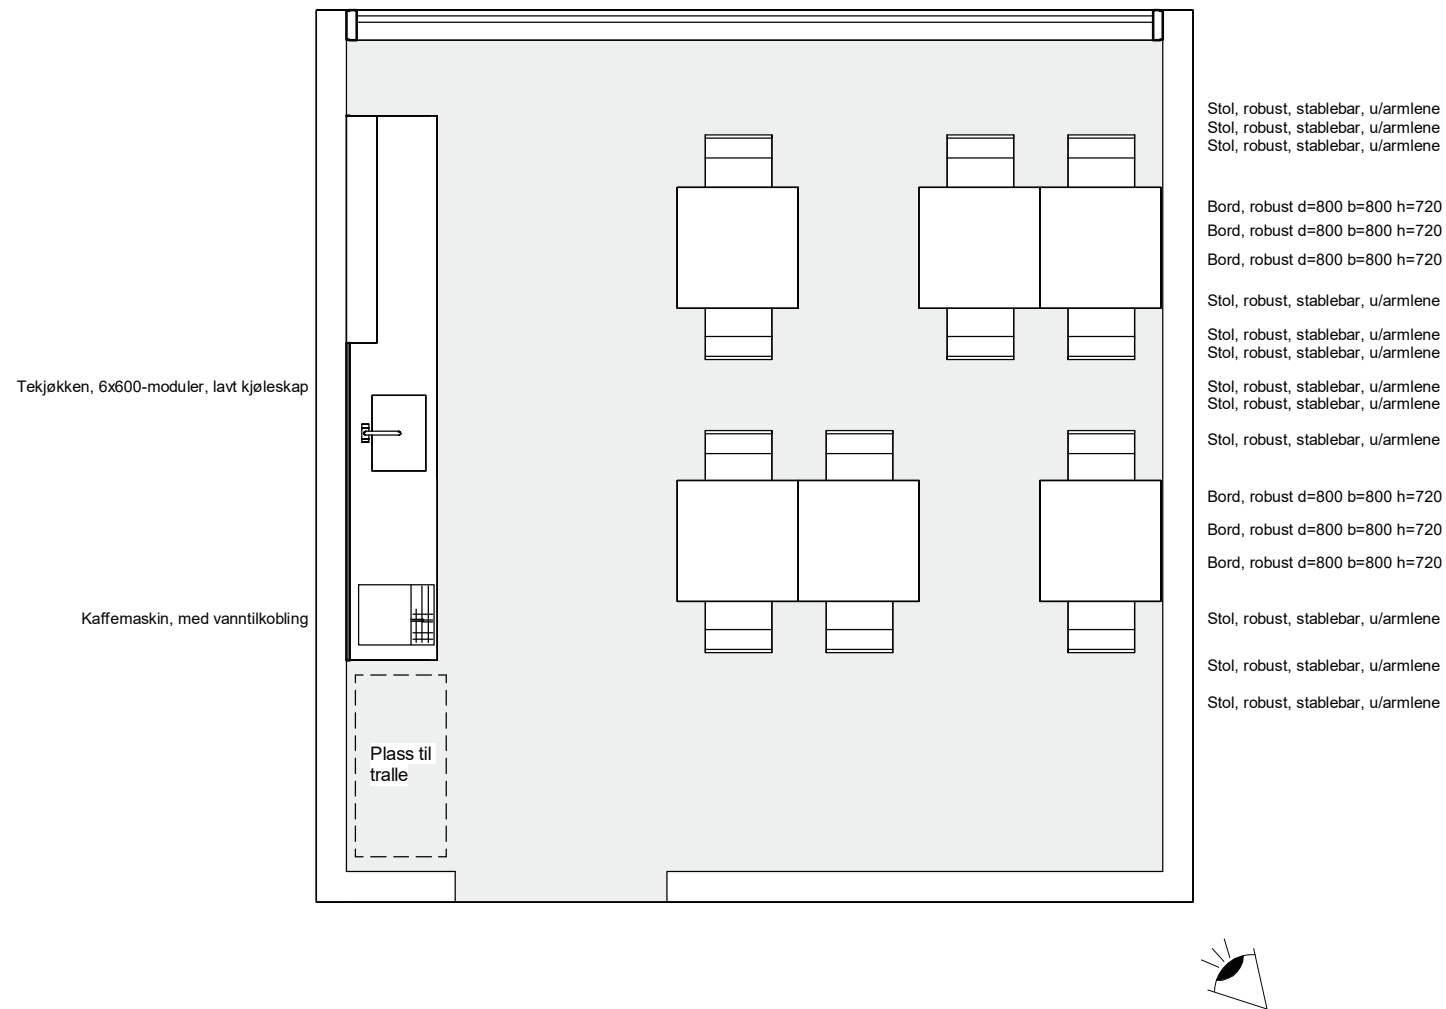 Stol, robust, stablebar, u/armlene
Stol, robust, stablebar, u/armlene
Stol, robust, stablebar, u/armlene
Bord, robust d=800 b=800 h=720
Bord, robust d=800 b=800 h=720
Bord, robust d=800 b=800 h=720
Stol, robust, stablebar, u/armlene
Stol, robust, stablebar, u/armlene
Stol, robust, stablebar, u/armlene
Tekjøkken, 6x600-moduler, lavt kjøleskap
Stol, robust, stablebar, u/armlene
Stol, robust, stablebar, u/armlene
Stol, robust, stablebar, u/armlene
Bord, robust d=800 b=800 h=720
Bord, robust d=800 b=800 h=720
Bord, robust d=800 b=800 h=720
Kaffemaskin, med vanntilkobling
Stol, robust, stablebar, u/armlene
Stol, robust, stablebar, u/armlene
Stol, robust, stablebar, u/armlene
Plass til
tralle